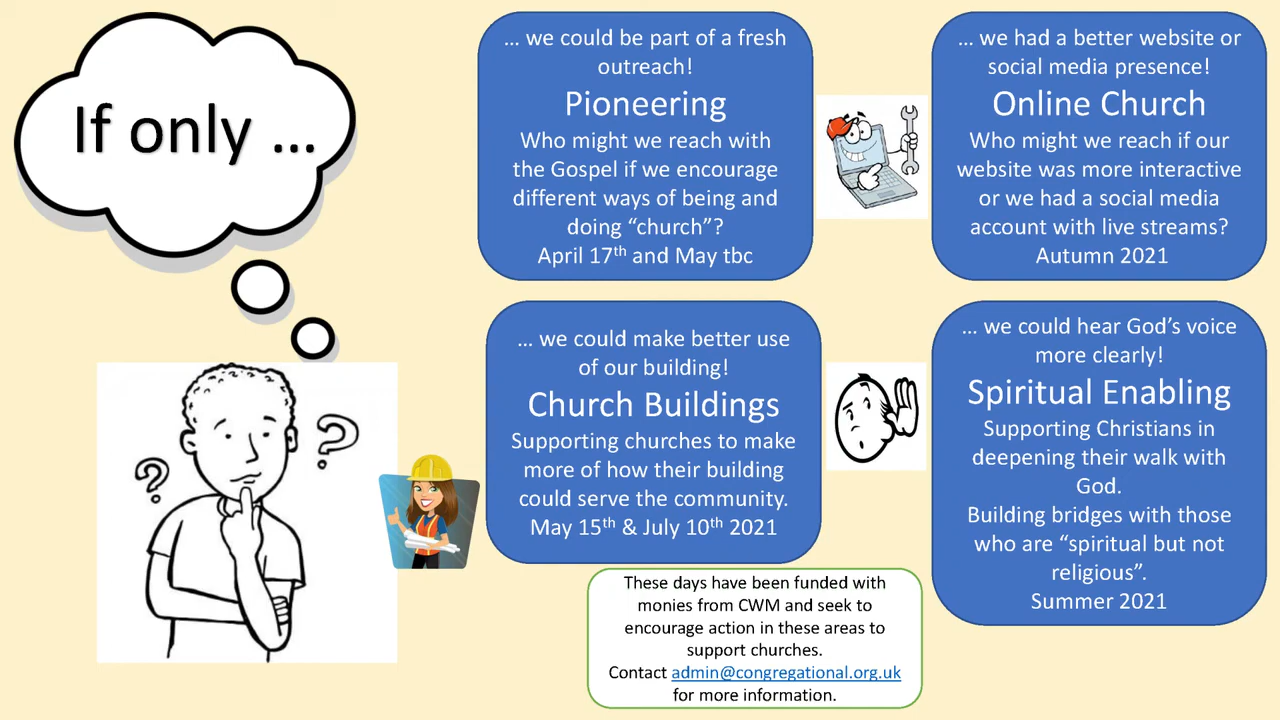 If only ...
... we could be part of a fresh
outreach!
Pioneering
Who might we reach with
the Gospel if we encourage
different ways of being and
doing “church”?
April 17th and May tbc
... we had a better website or
social media presence!
Online Church
Who might we reach if our
website was more interactive
or we had a social media
account with live streams?
Autumn 2021
... we could make better use
of our building!
Church Buildings
Supporting churches to make
more of how their building
could serve the community.
May 15th & July 10th 2021
... we could hear God’s voice
more clearly!
Spiritual Enabling
Supporting Christians in
deepening their walk with
God.
Building bridges with those
who are “spiritual but not
religious”.
Summer 2021
These days have been funded with
monies from CWM and seek to
encourage action in these areas to
support churches.
Contact admin@congregational.org.uk
for more information.
? ?